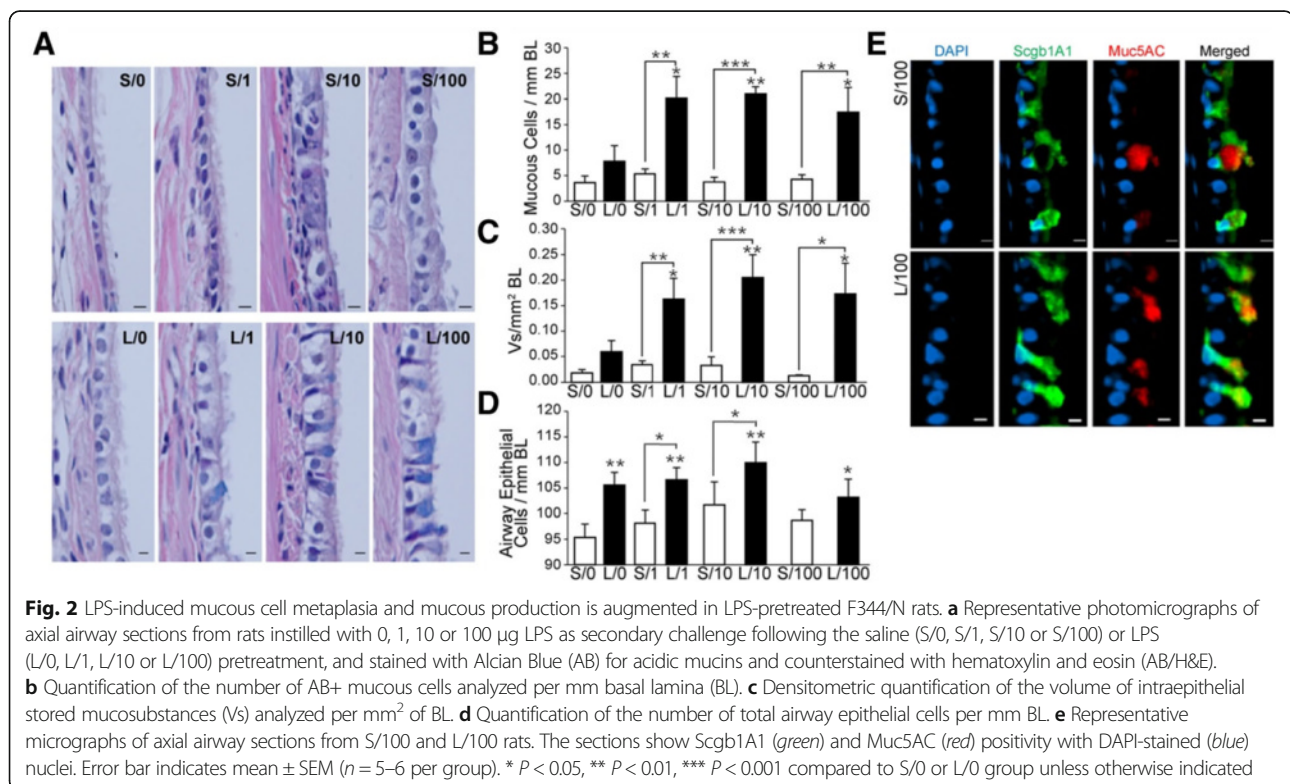 A
S/0 S/1 S/10 S/100
L/0 L/1 L/10 L/100
B
Mucous Cells / mm BL
30
25
20
15
10
5
0
** *** **
* ** *
S/0 L/0 S/1 L/1 S/10 L/10 S/100 L/100
C
Vs/mm² BL
0.30
0.25
0.20
0.15
0.10
0.05
0.00
** *** *
* ** *
S/0 L/0 S/1 L/1 S/10 L/10 S/100 L/100
D
Airway Epithelial
Cells / mm BL
120
115
110
105
100
95
90
* *
** ** ** *
S/0 L/0 S/1 L/1 S/10 L/10 S/100 L/100
E
DAPI Scgb1A1 Muc5AC Merged
S/100
L/100
Fig. 2 LPS-induced mucous cell metaplasia and mucous production is augmented in LPS-pretreated F344/N rats. a Representative photomicrographs of
axial airway sections from rats instilled with 0, 1, 10 or 100 µg LPS as secondary challenge following the saline (S/0, S/1, S/10 or S/100) or LPS
(L/0, L/1, L/10 or L/100) pretreatment, and stained with Alcian Blue (AB) for acidic mucins and counterstained with hematoxylin and eosin (AB/H&E).
b Quantification of the number of AB+ mucous cells analyzed per mm basal lamina (BL). c Densitometric quantification of the volume of intraepithelial
stored mucosubstances (Vs) analyzed per mm² of BL. d Quantification of the number of total airway epithelial cells per mm BL. e Representative
micrographs of axial airway sections from S/100 and L/100 rats. The sections show Scgb1A1 (green) and Muc5AC (red) positivity with DAPI-stained (blue)
nuclei. Error bar indicates mean ± SEM (n = 5–6 per group). * P < 0.05, ** P < 0.01, *** P < 0.001 compared to S/0 or L/0 group unless otherwise indicated